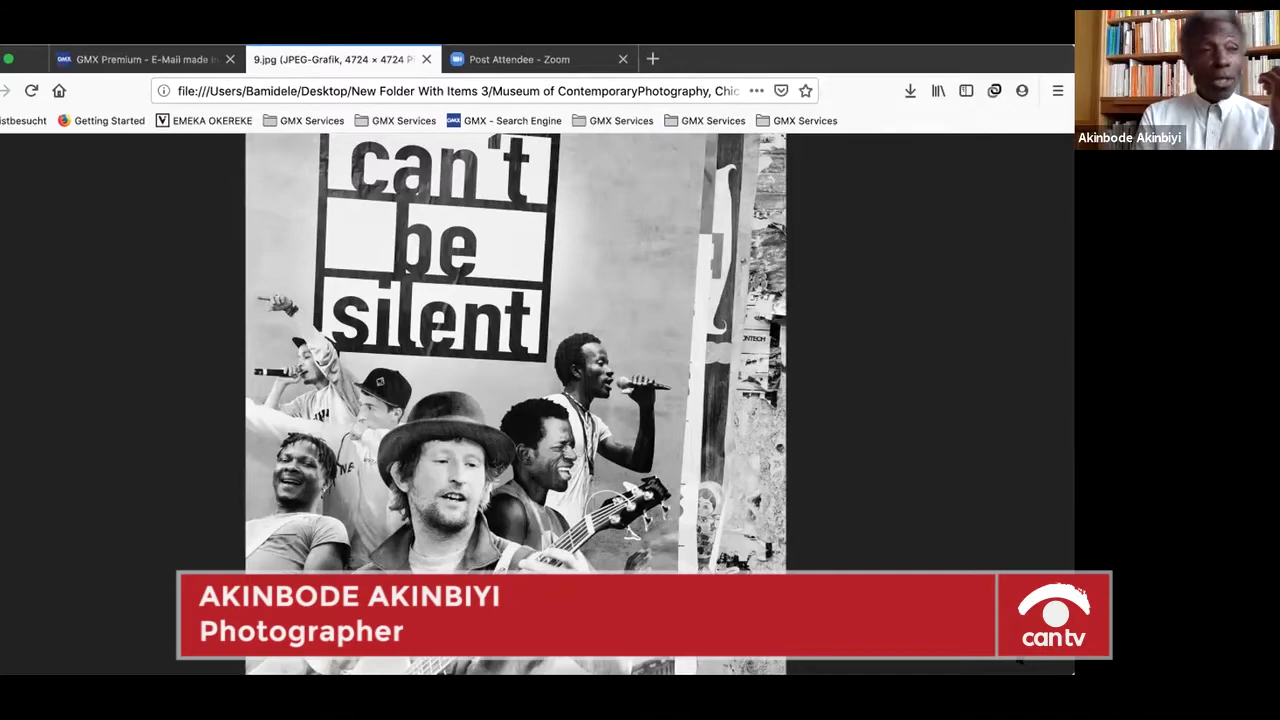 GMX Premium - E-Mail made in
9.jpg (JPEG-Grafik, 4724 × 4724 P
Post Attendee - Zoom
file:///Users/Bamidele/Desktop/New Folder With Items 3/Museum of ContemporaryPhotography, Chic
istbesucht
Getting Started
EMEKA OKEREKE
GMX Services
GMX Services
GMX - Search Engine
GMX Services
GMX Services
GMX Services
Akinbode Akinbiyi
can't
be
silent
AKINBODE AKINBIYI
Photographer
can tv